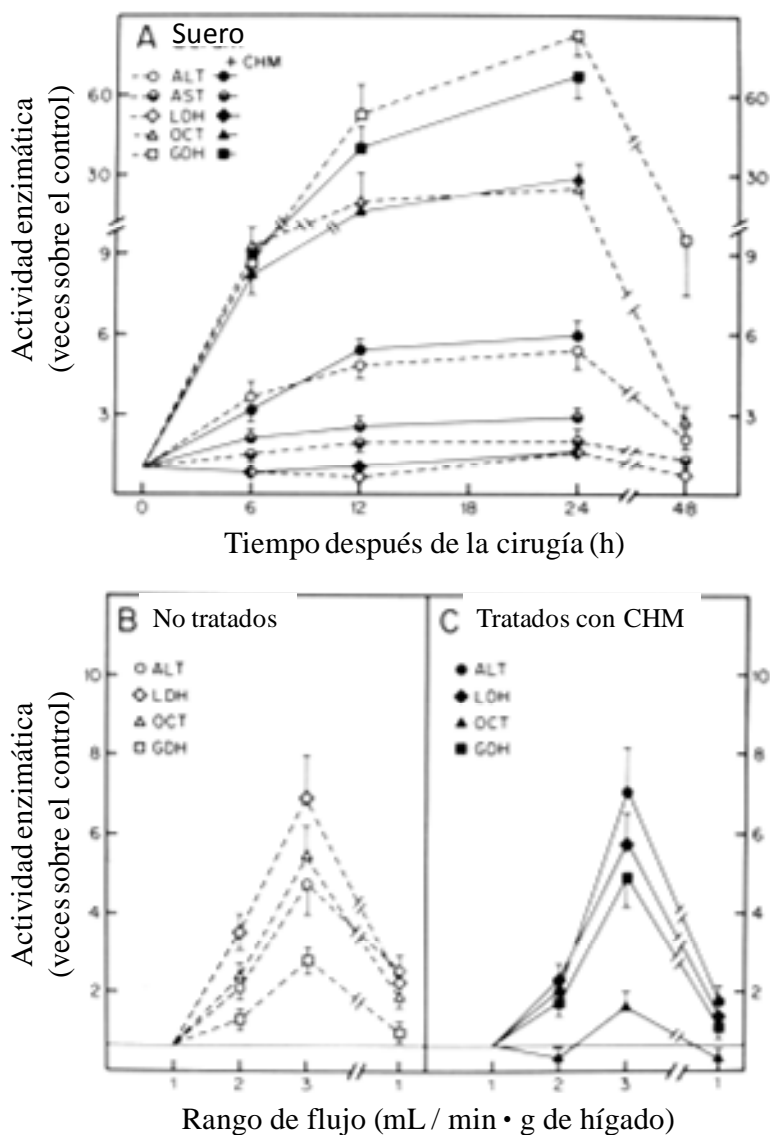 A Suero
+ CHM
ALT
AST
LDH
OCT
GDH
60
30
9
6
3
60
30
9
6
3
0 6 12 18 24 48
Tiempo después de la cirugía (h)
Actividad enzimática
(veces sobre el control)
B No tratados
ALT
LDH
OCT
GDH
C Tratados con CHM
ALT
LDH
OCT
GDH
10
8
6
4
2
10
8
6
4
2
1 2 3 1 1 2 3 1
Rango de flujo (mL / min • g de hígado)
Actividad enzimática
(veces sobre el control)